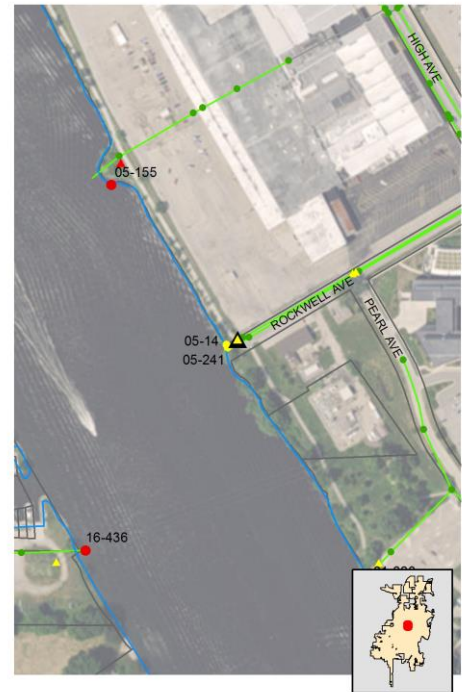 HIGH AVE
05-155
ROCKWELL AVE
PEARL AVE
05-14
05-241
16-436